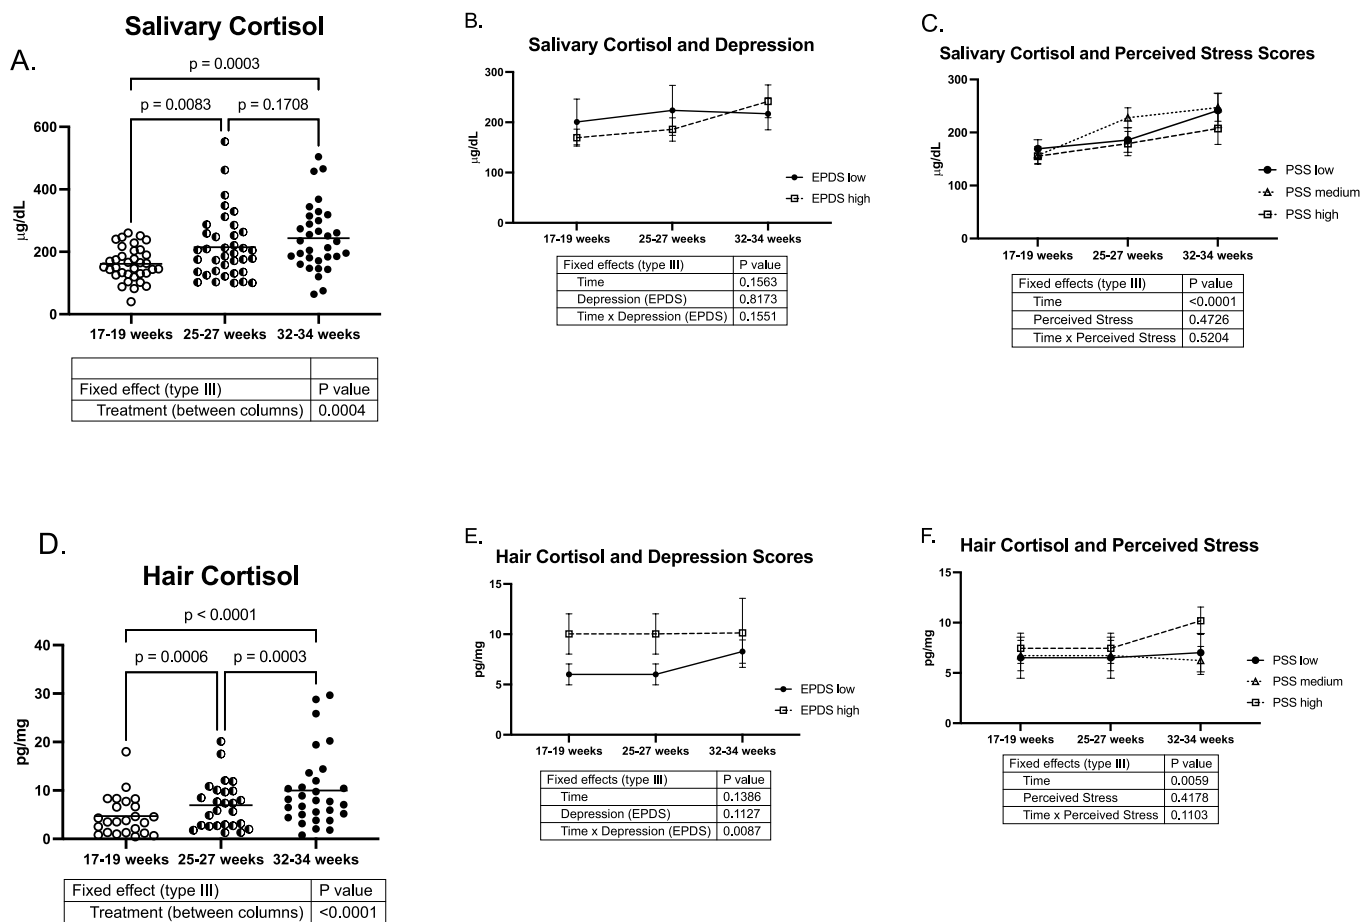 A.
Salivary Cortisol
p = 0.0003
p = 0.0083
p = 0.1708
600
400
200
0
µg/dL
17-19 weeks
25-27 weeks
32-34 weeks
Fixed effect (type III)
P value
Treatment (between columns)
0.0004
B.
Salivary Cortisol and Depression
300
200
100
0
µg/dL
EPDS low
EPDS high
17-19 weeks
25-27 weeks
32-34 weeks
Fixed effects (type III)
P value
Time
0.1563
Depression (EPDS)
0.8173
Time x Depression (EPDS)
0.1551
C.
Salivary Cortisol and Perceived Stress Scores
300
200
100
0
µg/dL
PSS low
PSS medium
PSS high
17-19 weeks
25-27 weeks
32-34 weeks
Fixed effects (type III)
P value
Time
<0.0001
Perceived Stress
0.4726
Time x Perceived Stress
0.5204
D.
Hair Cortisol
p < 0.0001
p = 0.0006
p = 0.0003
40
30
20
10
0
pg/mg
17-19 weeks
25-27 weeks
32-34 weeks
Fixed effect (type III)
P value
Treatment (between columns)
<0.0001
E.
Hair Cortisol and Depression Scores
15
10
5
0
pg/mg
EPDS low
EPDS high
17-19 weeks
25-27 weeks
32-34 weeks
Fixed effects (type III)
P value
Time
0.1386
Depression (EPDS)
0.1127
Time x Depression (EPDS)
0.0087
F.
Hair Cortisol and Perceived Stress
15
10
5
0
pg/mg
PSS low
PSS medium
PSS high
17-19 weeks
25-27 weeks
32-34 weeks
Fixed effects (type III)
P value
Time
0.0059
Perceived Stress
0.4178
Time x Perceived Stress
0.1103